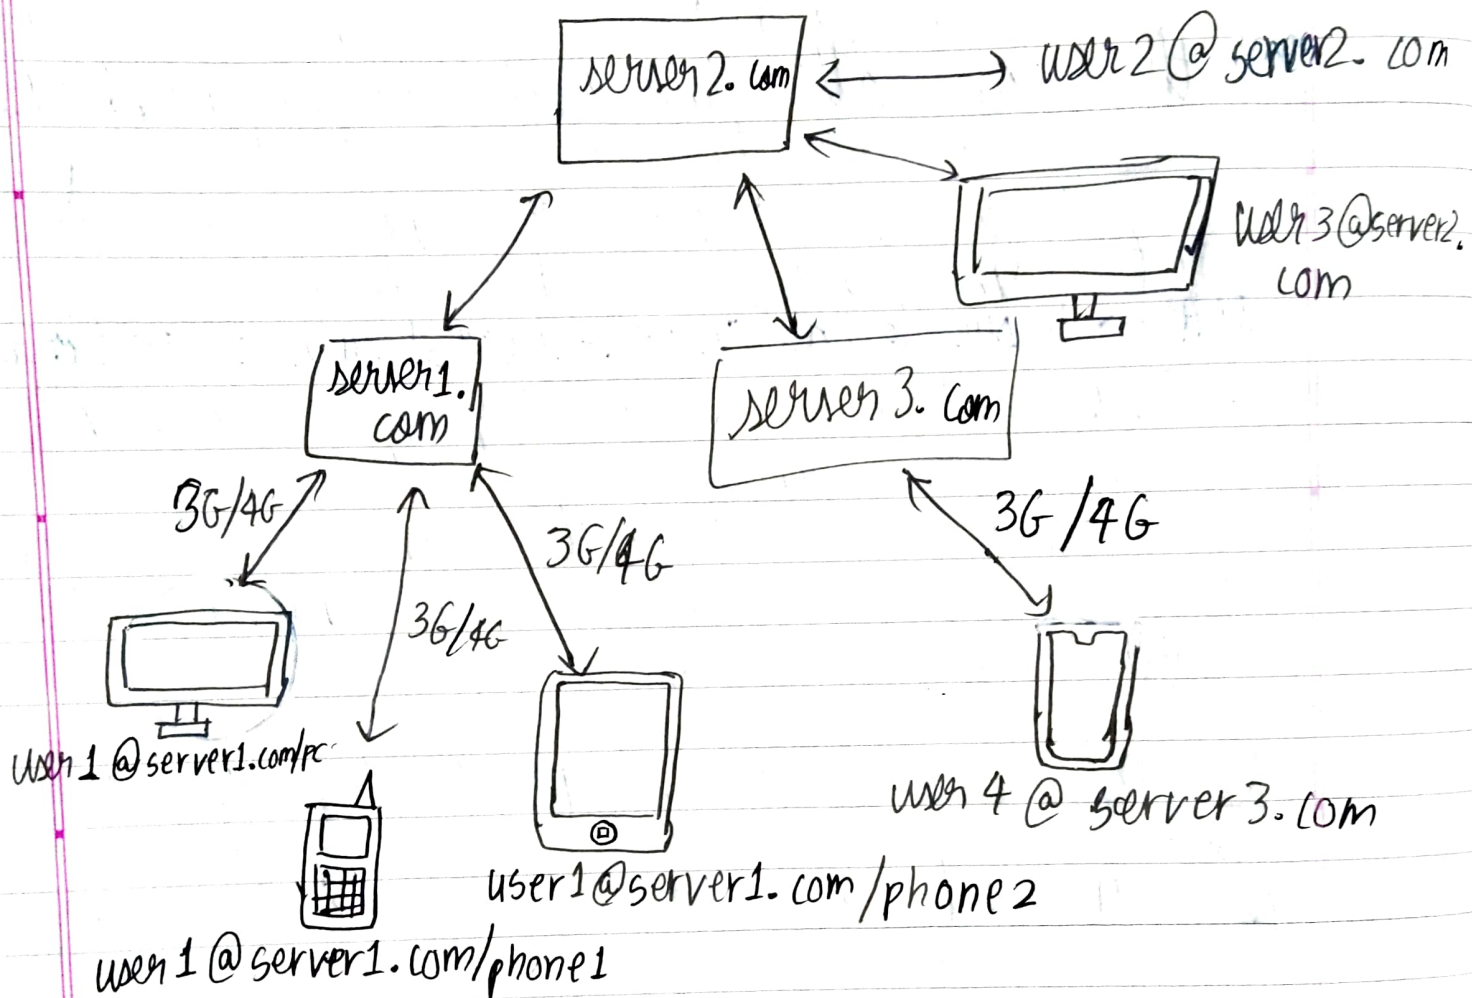 server2.com
user2@server2.com
user3@server2.
com
server1.
com
server3.com
3G/4G
3G/4G
3G/4G
3G/4G
user1@server1.com/pc
user4@server3.com
user1@server1.com/phone2
user1@server1.com/phone1